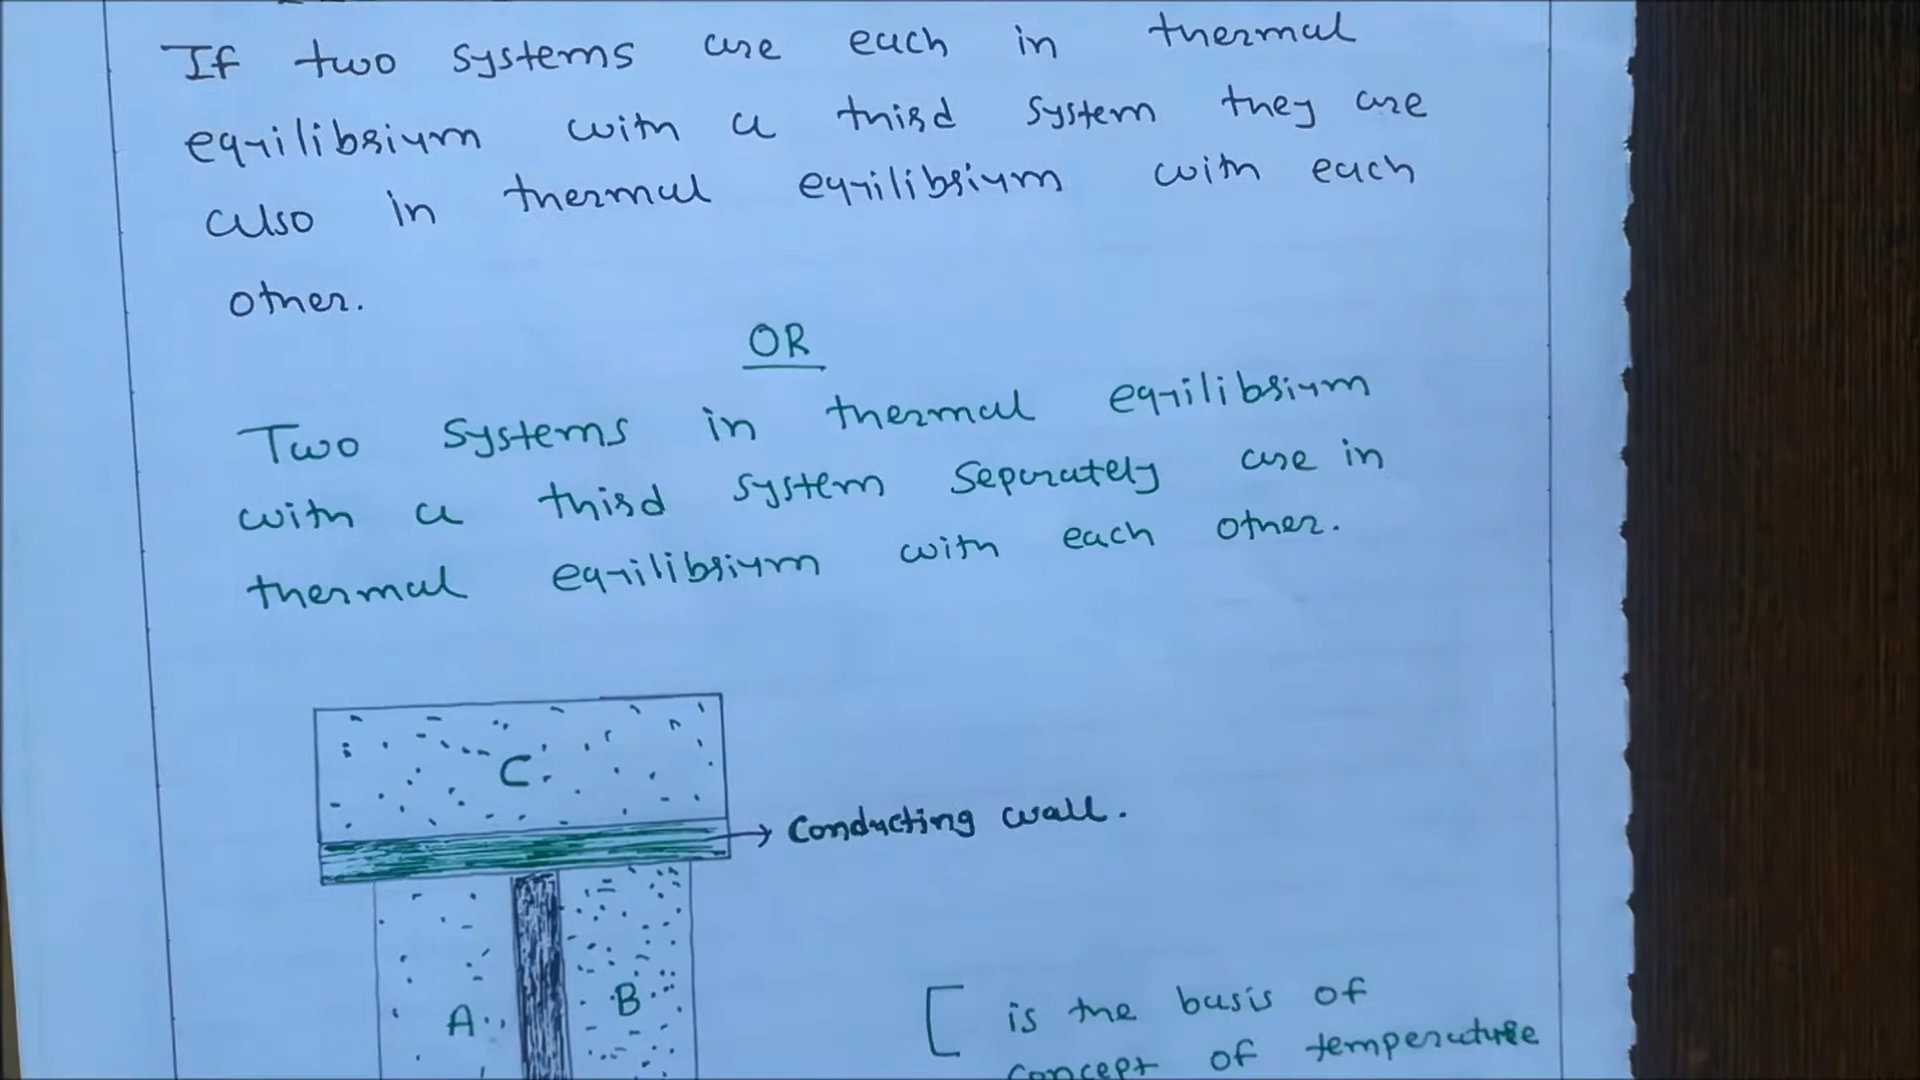 If two systems are each in thermal
equilibrium with a third system they are
also in thermal equilibrium with each
other.
OR
Two systems in thermal equilibrium
with a third system separately are in
thermal equilibrium with each other.
C
Conducting wall.
A
B
[ is the basis of
concept of temperature